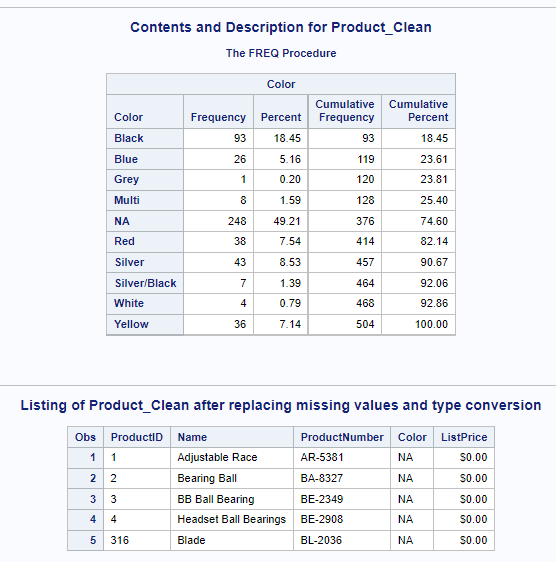 Contents and Description for Product_Clean
The FREQ Procedure
Color
Color Frequency Percent Cumulative Frequency Cumulative Percent
Black 93 18.45 93 18.45
Blue 26 5.16 119 23.61
Grey 1 0.20 120 23.81
Multi 8 1.59 128 25.40
NA 248 49.21 376 74.60
Red 38 7.54 414 82.14
Silver 43 8.53 457 90.67
Silver/Black 7 1.39 464 92.06
White 4 0.79 468 92.86
Yellow 36 7.14 504 100.00
Listing of Product_Clean after replacing missing values and type conversion
Obs ProductID Name ProductNumber Color ListPrice
1 1 Adjustable Race AR-5381 NA $0.00
2 2 Bearing Ball BA-8327 NA $0.00
3 3 BB Ball Bearing BE-2349 NA $0.00
4 4 Headset Ball Bearings BE-2908 NA $0.00
5 316 Blade BL-2036 NA $0.00